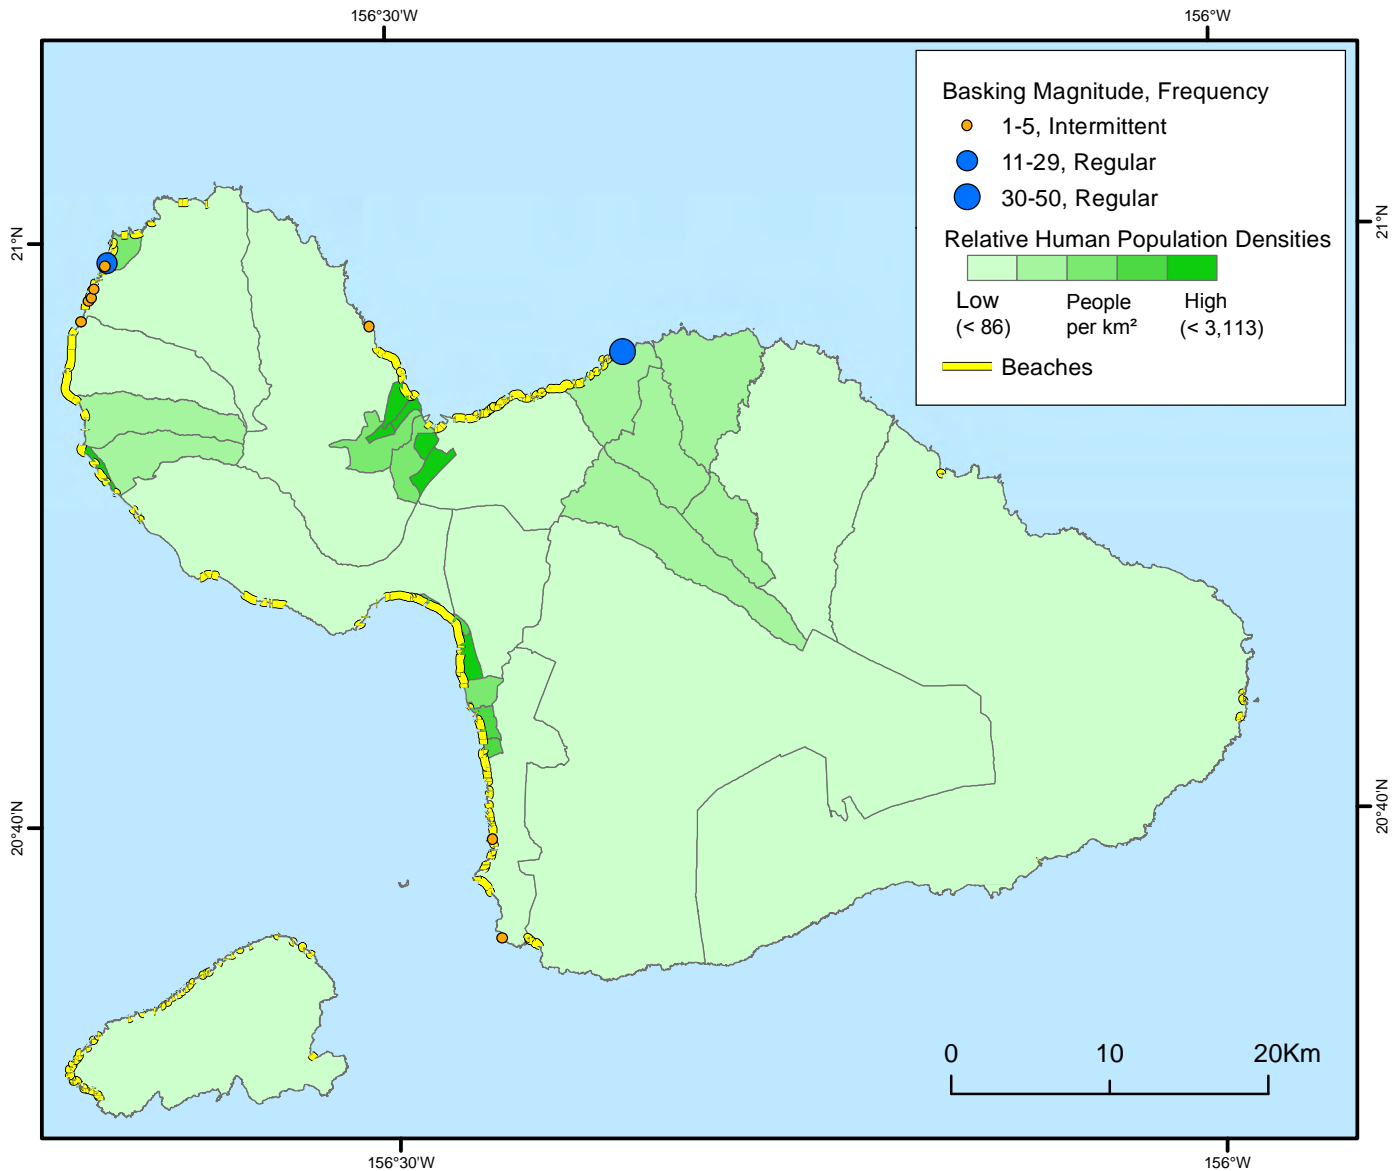 156°30'W
156°W
Basking Magnitude, Frequency
1-5, Intermittent
11-29, Regular
30-50, Regular
Relative Human Population Densities
Low
(< 86)
People
per km²
High
(< 3,113)
Beaches
21°N
21°N
20°40'N
20°40'N
0
10
20Km
156°30'W
156°W